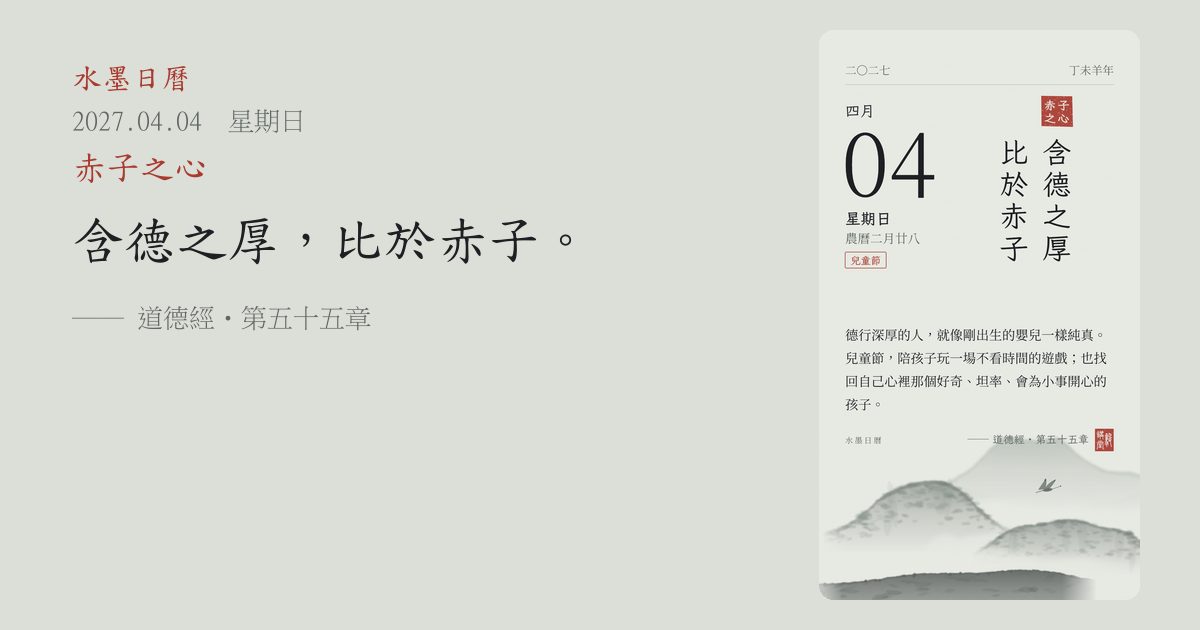 水墨日曆
2027.04.04 星期日
赤子之心
含德之厚，比於赤子。
—— 道德經・第五十五章
二〇二七
丁未羊年
四月
04
星期日
農曆二月廿八
兒童節
赤子之心
含德之厚
比於赤子
德行深厚的人，就像剛出生的嬰兒一樣純真。
兒童節，陪孩子玩一場不看時間的遊戲；也找
回自己心裡那個好奇、坦率、會為小事開心的
孩子。
水墨日曆
—— 道德經・第五十五章